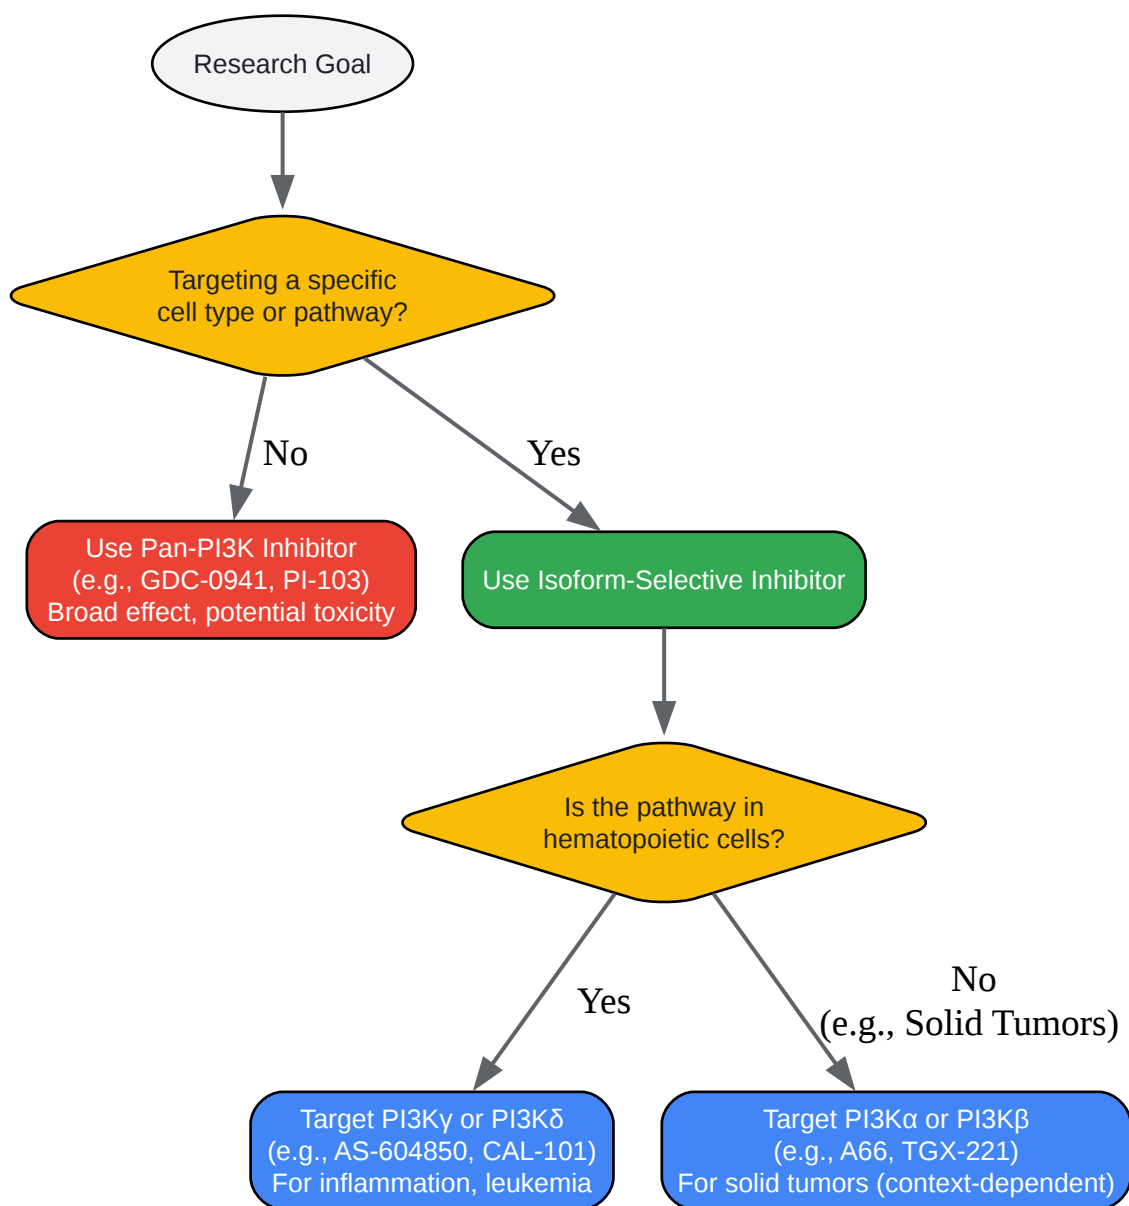 Research Goal
Targeting a specific
cell type or pathway?
No
Yes
Use Pan-PI3K Inhibitor
(e.g., GDC-0941, PI-103)
Broad effect, potential toxicity
Use Isoform-Selective Inhibitor
Is the pathway in
hematopoietic cells?
Yes
No
(e.g., Solid Tumors)
Target PI3Kγ or PI3Kδ
(e.g., AS-604850, CAL-101)
For inflammation, leukemia
Target PI3Kα or PI3Kβ
(e.g., A66, TGX-221)
For solid tumors (context-dependent)